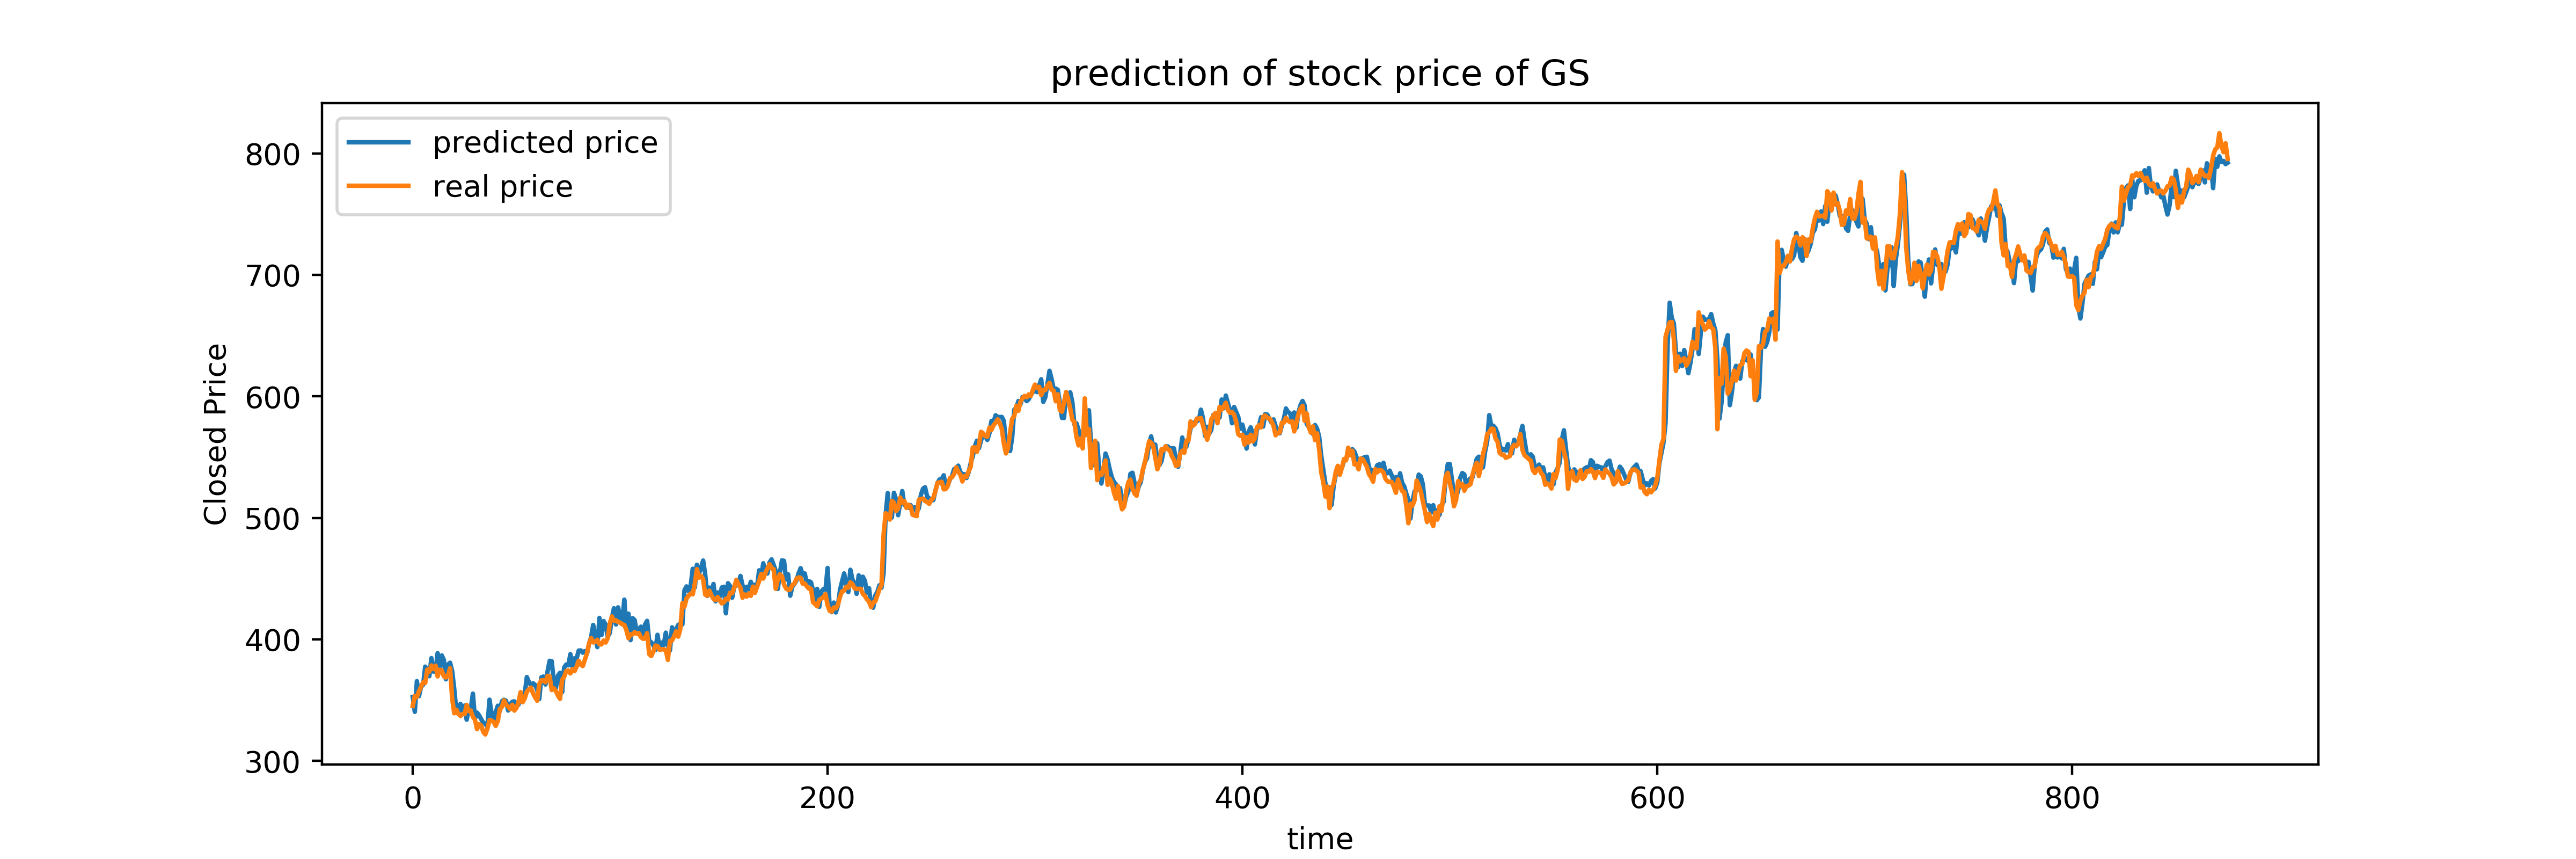 prediction of stock price of GS
predicted price
real price
Closed Price
800
700
600
500
400
300
0 200 400 600 800
time